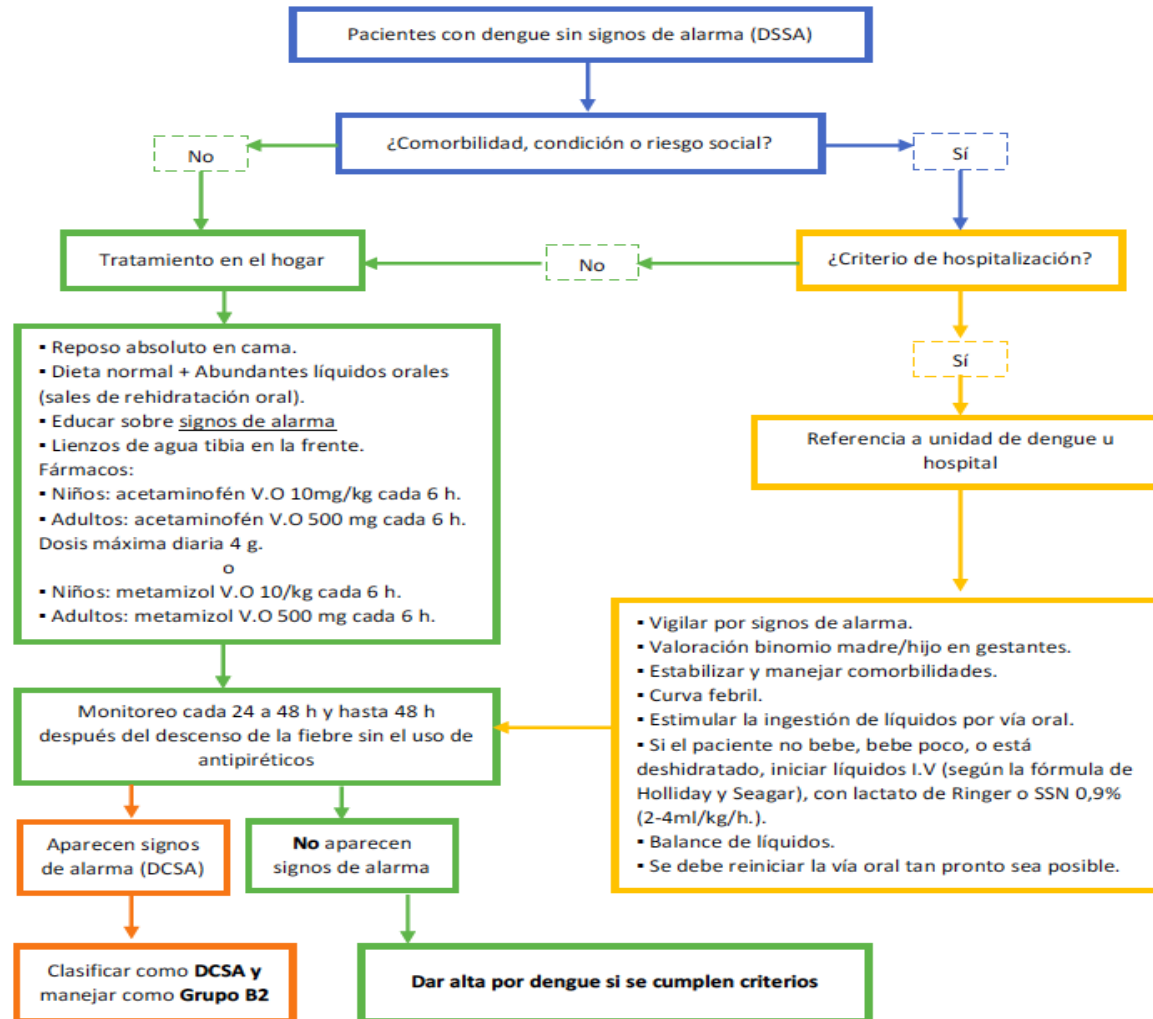 Pacientes con dengue sin signos de alarma (DSSA)
¿Comorbilidad, condición o riesgo social?
No
Sí
Tratamiento en el hogar
No
¿Criterio de hospitalización?
▪ Reposo absoluto en cama.
▪ Dieta normal + Abundantes líquidos orales
(sales de rehidratación oral).
▪ Educar sobre signos de alarma
▪ Lienzos de agua tibia en la frente.
Fármacos:
▪ Niños: acetaminofén V.O 10mg/kg cada 6 h.
▪ Adultos: acetaminofén V.O 500 mg cada 6 h.
Dosis máxima diaria 4 g.
o
▪ Niños: metamizol V.O 10/kg cada 6 h.
▪ Adultos: metamizol V.O 500 mg cada 6 h.
Sí
Referencia a unidad de dengue u
hospital
▪ Vigilar por signos de alarma.
▪ Valoración binomio madre/hijo en gestantes.
▪ Estabilizar y manejar comorbilidades.
▪ Curva febril.
▪ Estimular la ingestión de líquidos por vía oral.
▪ Si el paciente no bebe, bebe poco, o está
deshidratado, iniciar líquidos I.V (según la fórmula de
Holliday y Seagar), con lactato de Ringer o SSN 0,9%
(2-4ml/kg/h.).
▪ Balance de líquidos.
▪ Se debe reiniciar la vía oral tan pronto sea posible.
Monitoreo cada 24 a 48 h y hasta 48 h
después del descenso de la fiebre sin el uso de
antipiréticos
Aparecen signos
de alarma (DCSA)
No aparecen
signos de alarma
Clasificar como DCSA y
manejar como Grupo B2
Dar alta por dengue si se cumplen criterios